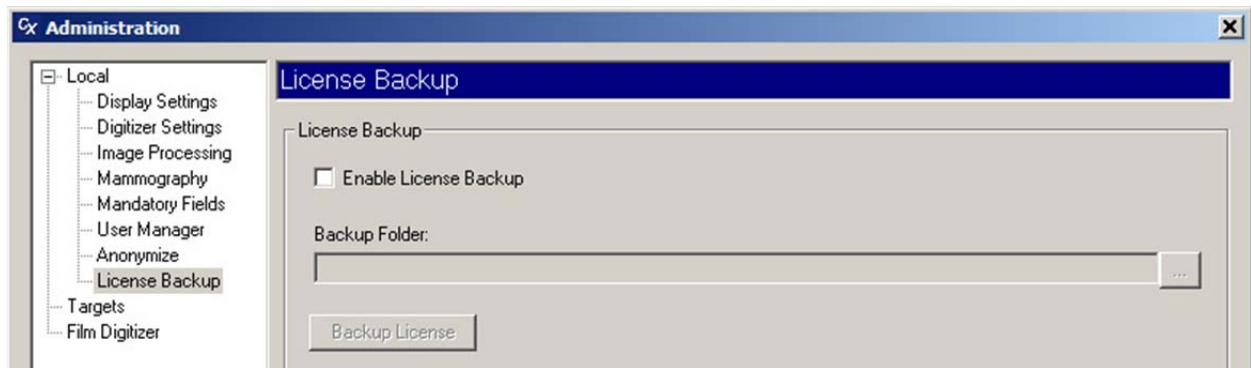 Cx Administration
Local
Display Settings
Digitizer Settings
Image Processing
Mammography
Mandatory Fields
User Manager
Anonymize
License Backup
Targets
Film Digitizer
License Backup
License Backup
Enable License Backup
Backup Folder:
...
Backup License